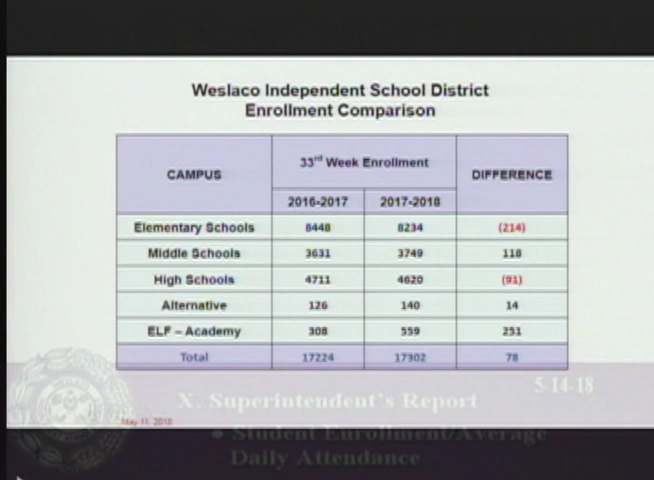 Weslaco Independent School District
Enrollment Comparison
CAMPUS 33rd Week Enrollment DIFFERENCE
2016-2017 2017-2018
Elementary Schools 8448 8234 (214)
Middle Schools 3631 3749 118
High Schools 4711 4620 (91)
Alternative 126 140 14
ELF – Academy 308 559 251
Total 17224 17302 78
5-14-18
X. Superintendent's Report
May 11, 2018
• Student Enrollment/Average
Daily Attendance